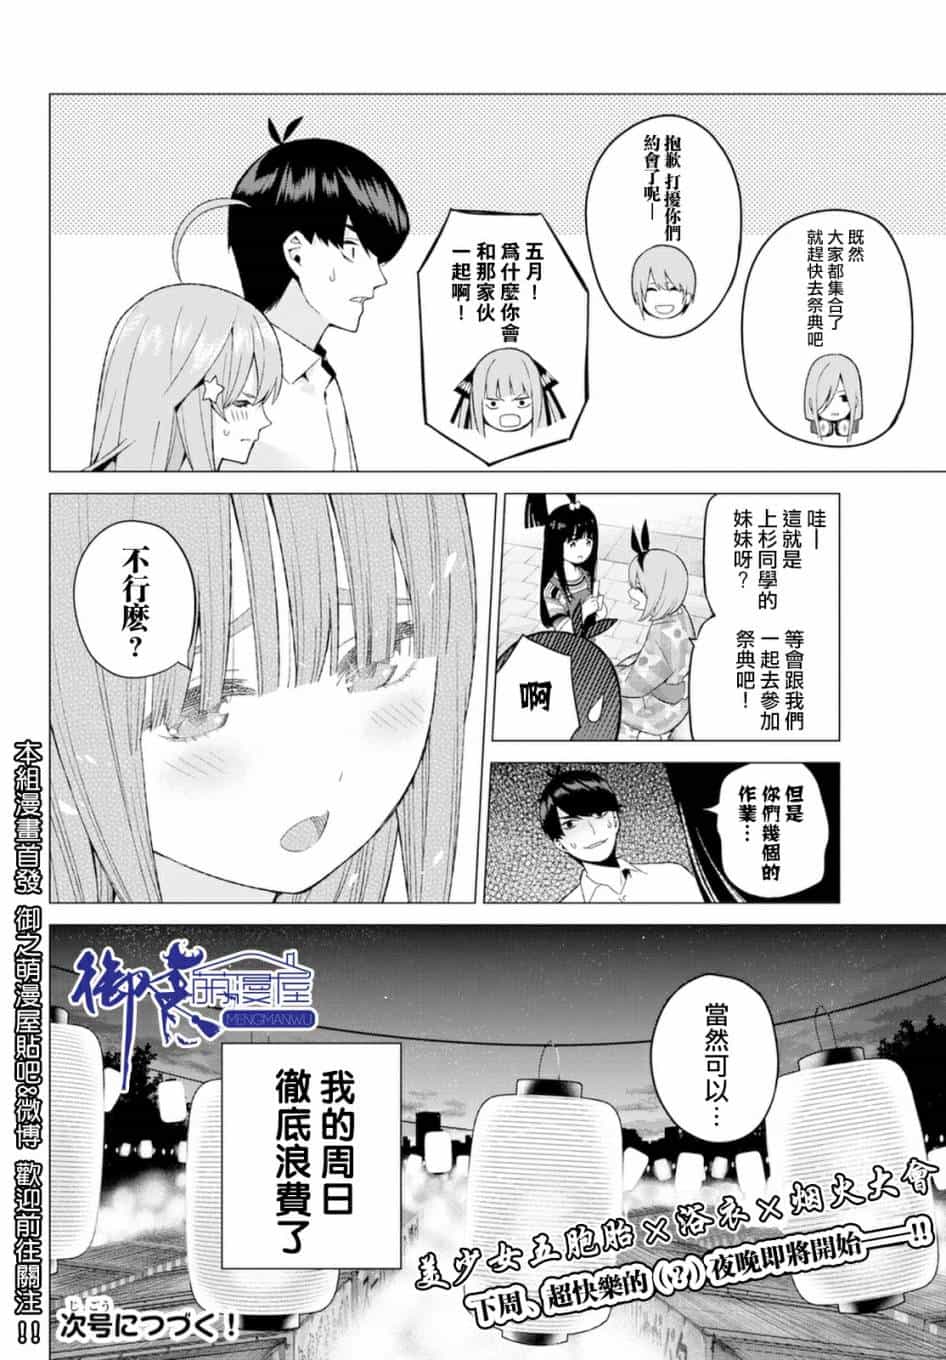 既然
大家都集合了
就趕快去祭典吧
抱歉 打擾你們
約會了呢ー
五月！
為什麼你會
和那家伙
一起啊！
哇ー
這就是
上杉同學的
妹妹呀？
等會跟我們
一起去參加
祭典吧！
啊
不行麼？
但是
你們幾個的
作業…
御之萌漫屋
MENGMANWU
當然
可以…
我的周日
徹底浪費了
美少女五胞胎×浴衣×烟火大會
下周、超快樂的（？）夜晚即將開始——!!
じごう
次号につづく！
本組漫畫首發 御之萌漫屋貼吧&微博 歡迎前往關注!!